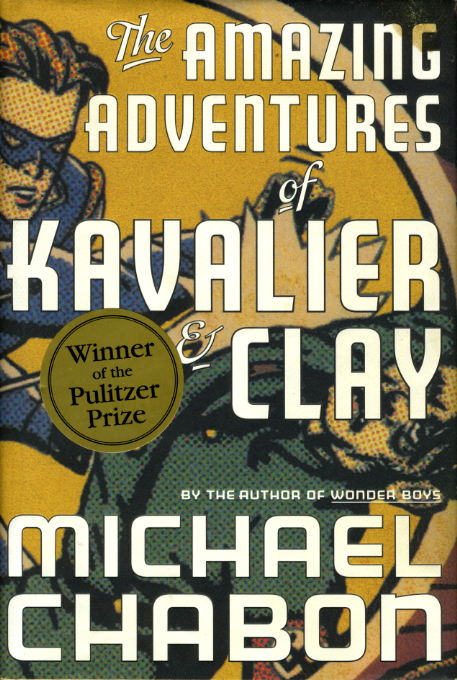 The AMAZING
ADVENTURES
of
KAVALIER
& CLAY
Winner
of the
Pulitzer
Prize
BY THE AUTHOR OF WONDER BOYS
MICHAEL
CHABON